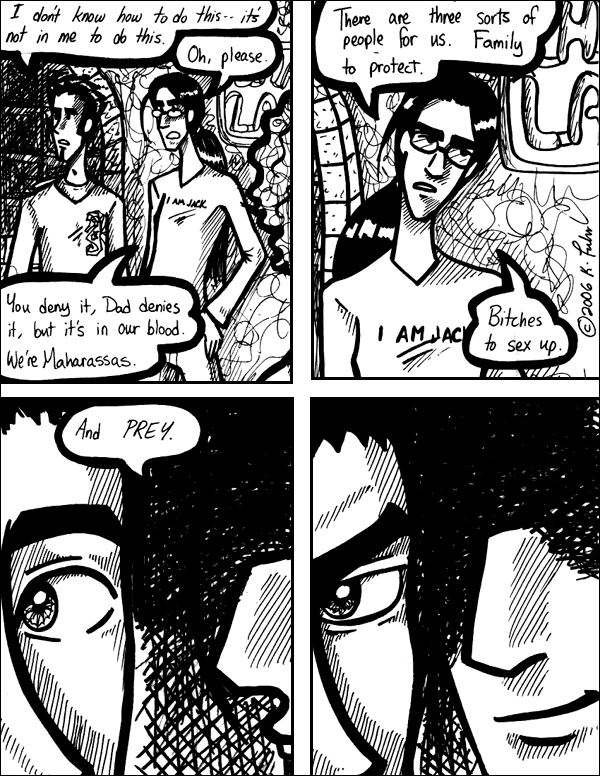 I don't know how to do this-- it's
not in me to do this.
Oh, please.
I AM JACK.
You deny it, Dad denies
it, but it's in our blood.
We're Maharassas.
There are three sorts of
people for us. Family
to protect.
I AM JACK
Bitches
to sex up.
©2006 K.
And PREY.